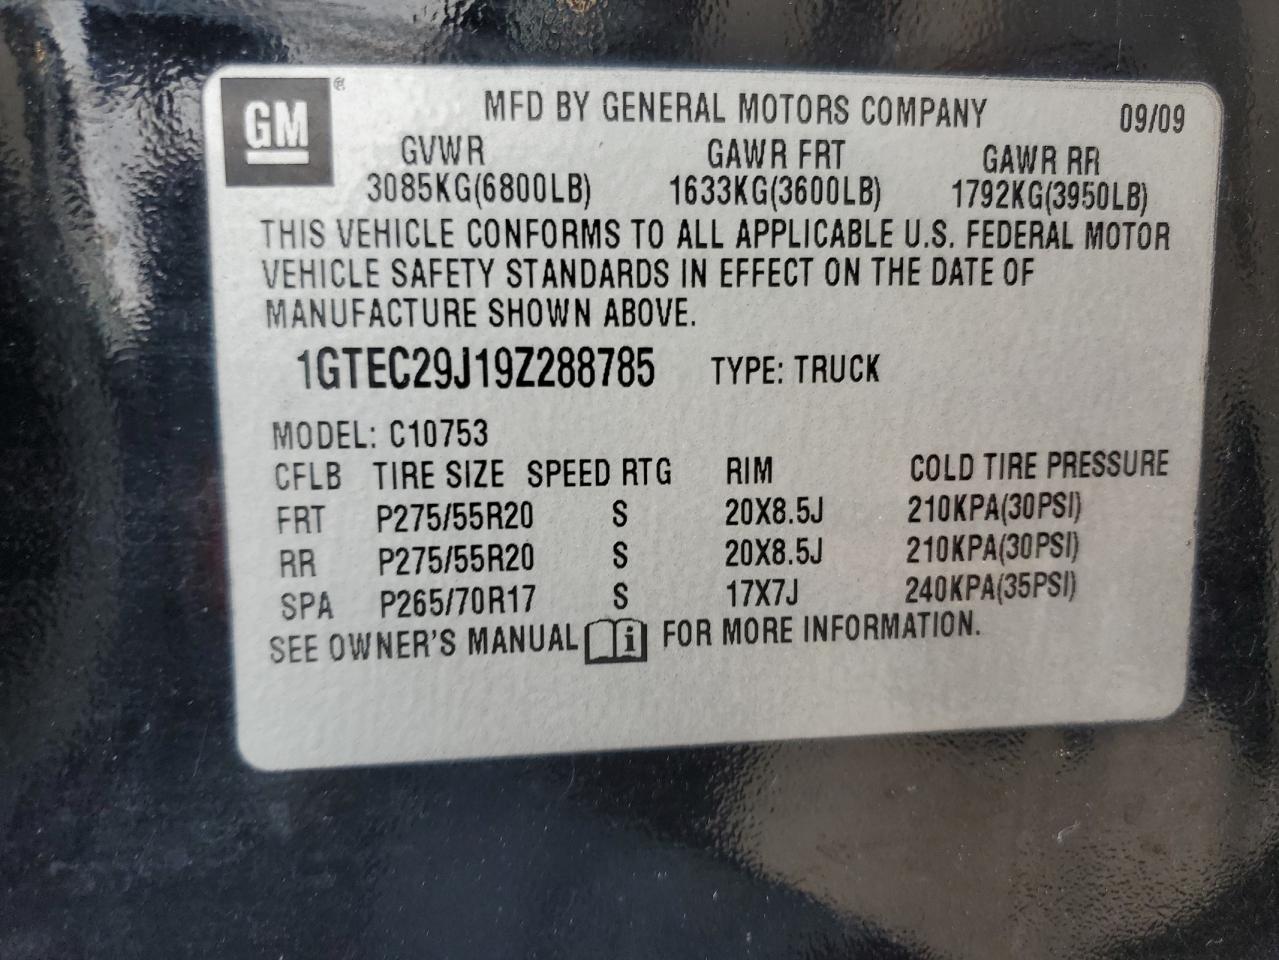 GM ® MFD BY GENERAL MOTORS COMPANY 09/09
GVWR GAWR FRT GAWR RR
3085KG(6800LB) 1633KG(3600LB) 1792KG(3950LB)
THIS VEHICLE CONFORMS TO ALL APPLICABLE U.S. FEDERAL MOTOR
VEHICLE SAFETY STANDARDS IN EFFECT ON THE DATE OF
MANUFACTURE SHOWN ABOVE.
1GTEC29J19Z288785 TYPE: TRUCK
MODEL: C10753
CFLB TIRE SIZE SPEED RTG RIM COLD TIRE PRESSURE
FRT P275/55R20 S 20X8.5J 210KPA(30PSI)
RR P275/55R20 S 20X8.5J 210KPA(30PSI)
SPA P265/70R17 S 17X7J 240KPA(35PSI)
SEE OWNER'S MANUAL i FOR MORE INFORMATION.